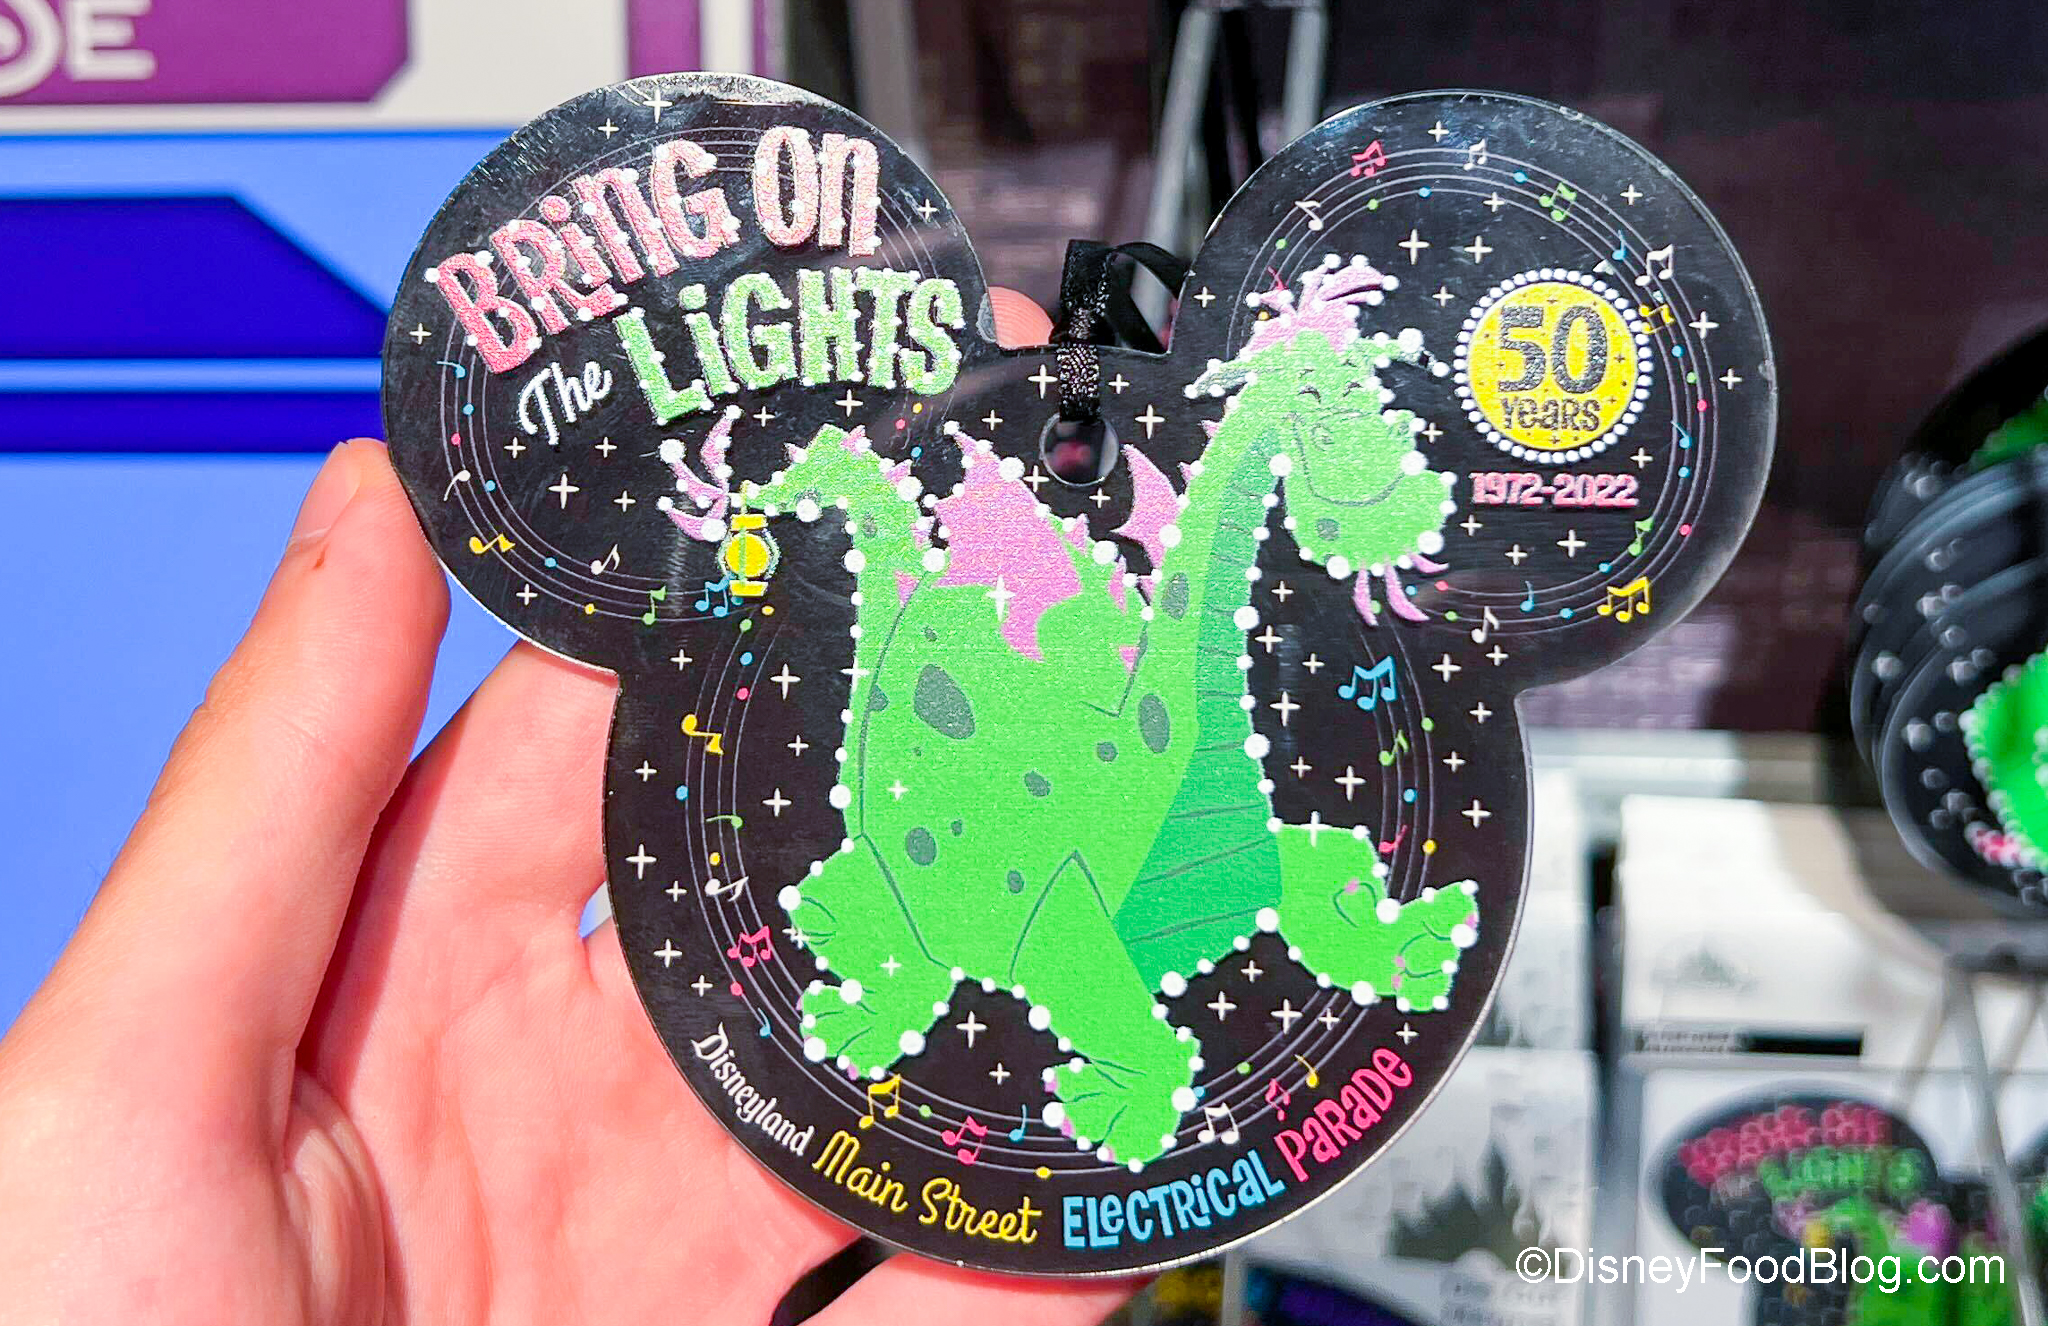 BRING ON
The LiGHTS
50
YeaRS
1972-2022
Disneyland Main Street ELeCTRiCaL PaRaDe
©DisneyFoodBlog.com